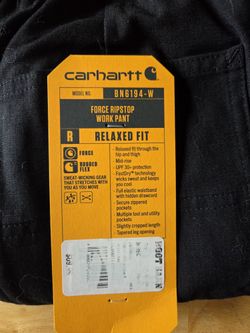 carhartt
MODEL NO.
BN6194-W
FORCE RIPSTOP
WORK PANT
R
RELAXED FIT
FORCE
RUGGED
FLEX
SWEAT-WICKING GEAR
THAT STRETCHES WITH
YOU AS YOU MOVE
• Relaxed fit through the
hip and thigh
• Mid-rise
• UPF 50+ protection
• FastDry™ technology
wicks sweat and keeps
you cool
• Full elastic waistband
with hidden drawcord
• Secure zippered
pockets
• Multiple tool and utility
pockets
• Slightly cropped length
• Tapered leg opening